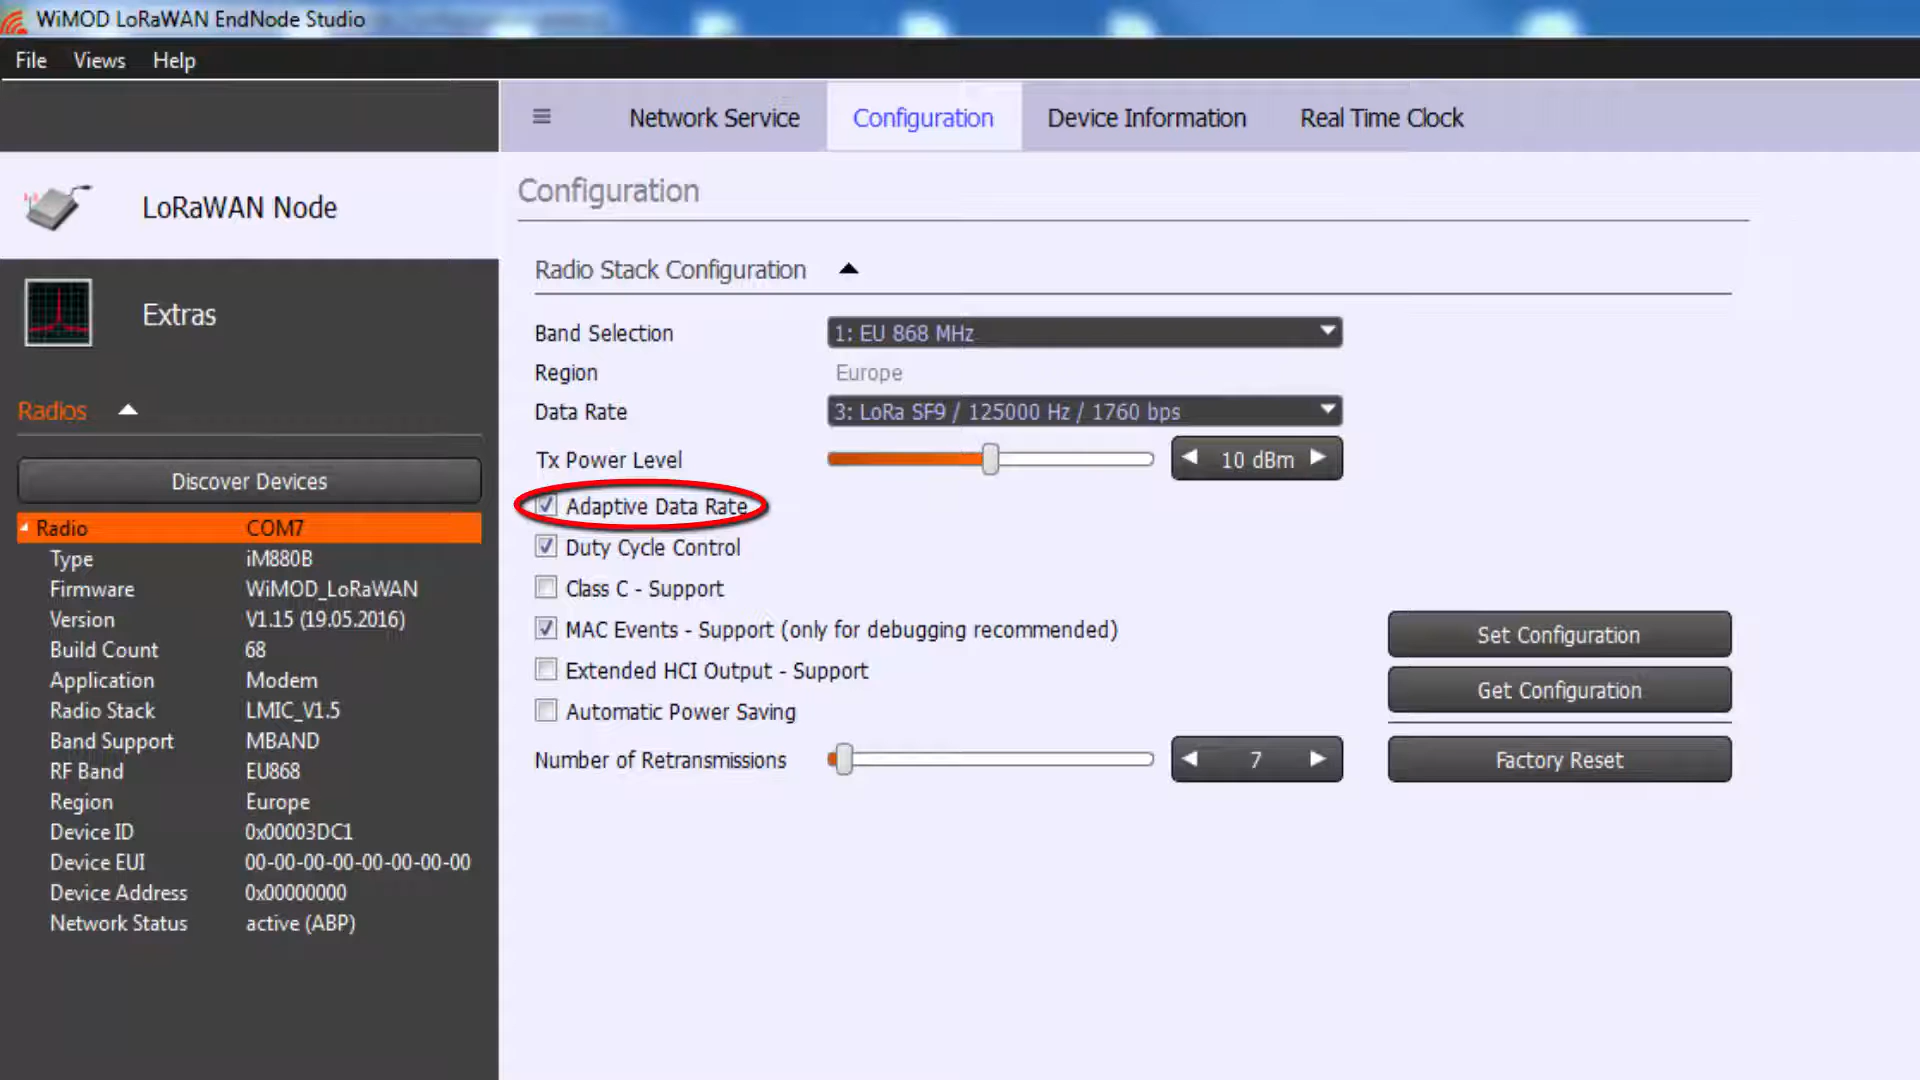 WiMOD LoRaWAN EndNode Studio
File Views Help
≡ Network Service Configuration Device Information Real Time Clock
LoRaWAN Node
Extras
Radios
Discover Devices
Radio COM7
Type iM880B
Firmware WiMOD_LoRaWAN
Version V1.15 (19.05.2016)
Build Count 68
Application Modem
Radio Stack LMIC_V1.5
Band Support MBAND
RF Band EU868
Region Europe
Device ID 0x00003DC1
Device EUI 00-00-00-00-00-00-00-00
Device Address 0x00000000
Network Status active (ABP)
Configuration
Radio Stack Configuration
Band Selection 1: EU 868 MHz
Region Europe
Data Rate 3: LoRa SF9 / 125000 Hz / 1760 bps
Tx Power Level 10 dBm
Adaptive Data Rate
Duty Cycle Control
Class C - Support
MAC Events - Support (only for debugging recommended)
Extended HCI Output - Support
Automatic Power Saving
Number of Retransmissions 7
Set Configuration
Get Configuration
Factory Reset